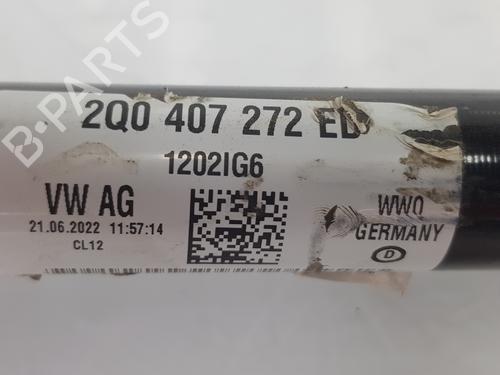 2Q0 407 272 ED
1202IG6
VW AG
21.06.2022 11:57:14
CL12
WWQ
GERMANY
D
B-PARTS